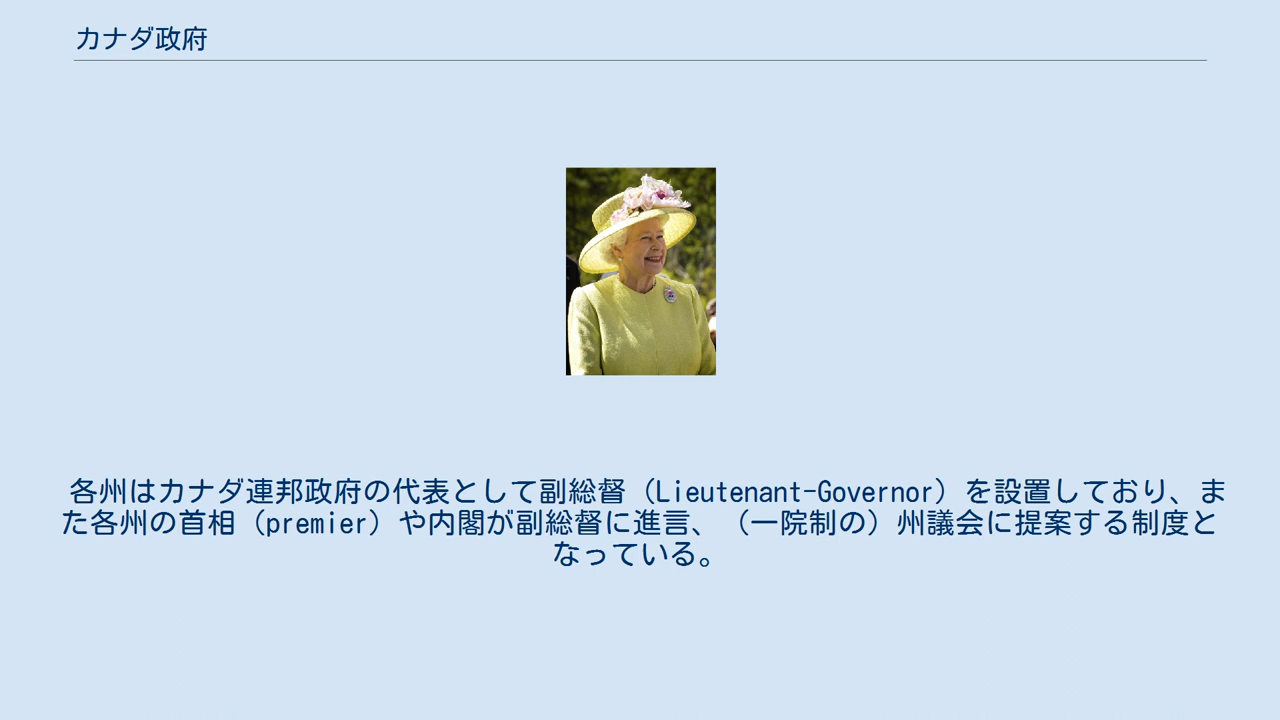 カナダ政府
各州はカナダ連邦政府の代表として副総督（Lieutenant-Governor）を設置しており、ま
た各州の首相（premier）や内閣が副総督に進言、（一院制の）州議会に提案する制度と
なっている。